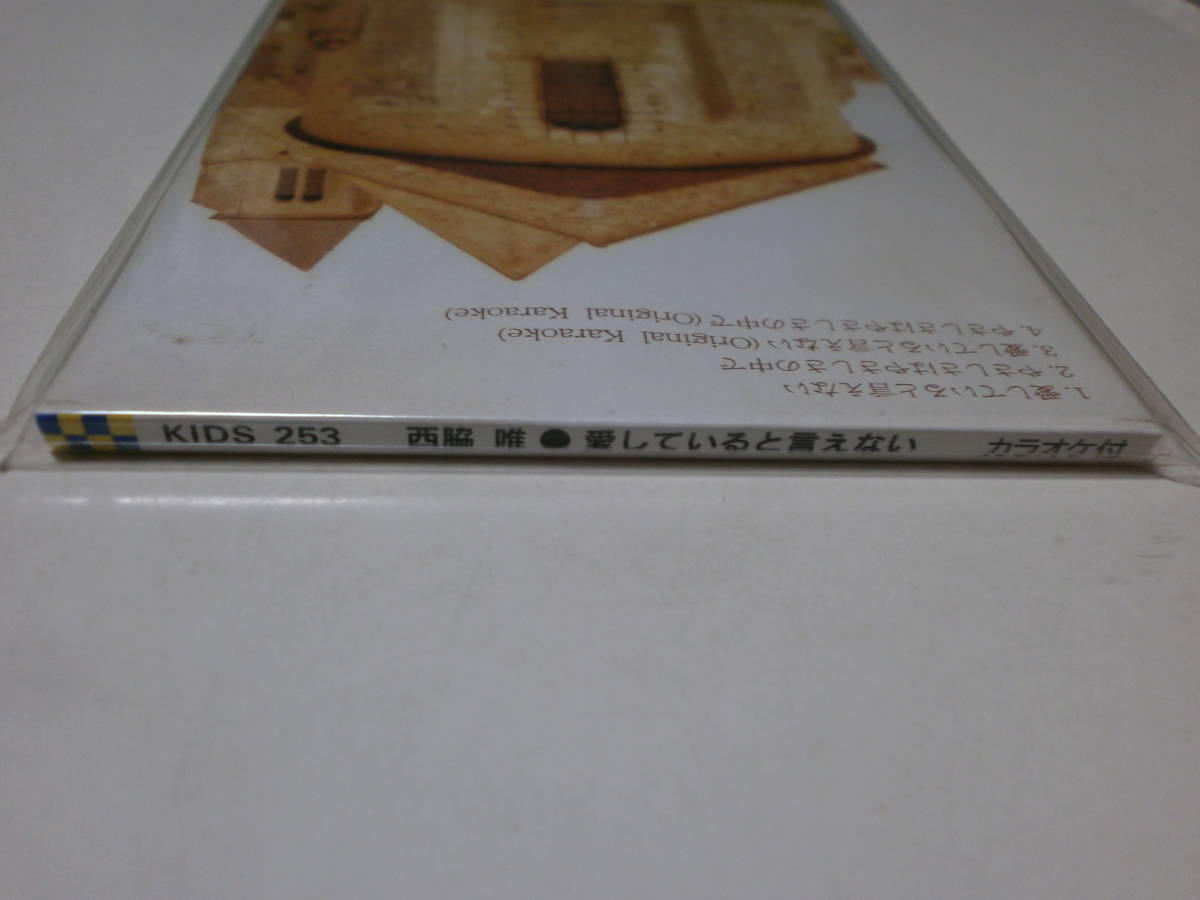 1. 愛していると言えない
2. やさしさはやさしさの中で
3. 愛していると言えない (Original Karaoke)
4. やさしさはやさしさの中で (Original Karaoke)
KIDS 253 西脇 唯●愛していると言えない カラオケ付